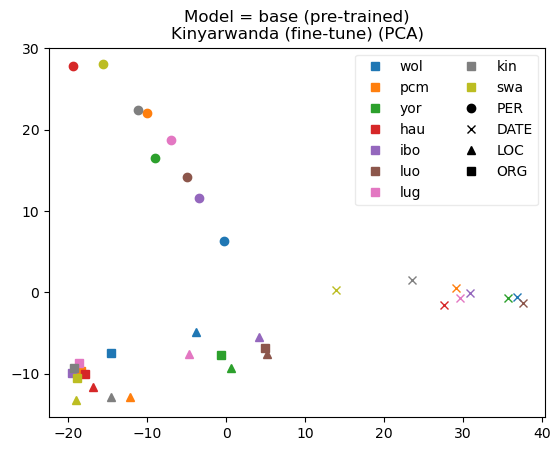 Model = base (pre-trained)
Kinyarwanda (fine-tune) (PCA)
30
20
10
0
−10
−20
−10
0
10
20
30
40
wol
pcm
yor
hau
ibo
luo
lug
kin
swa
PER
DATE
LOC
ORG